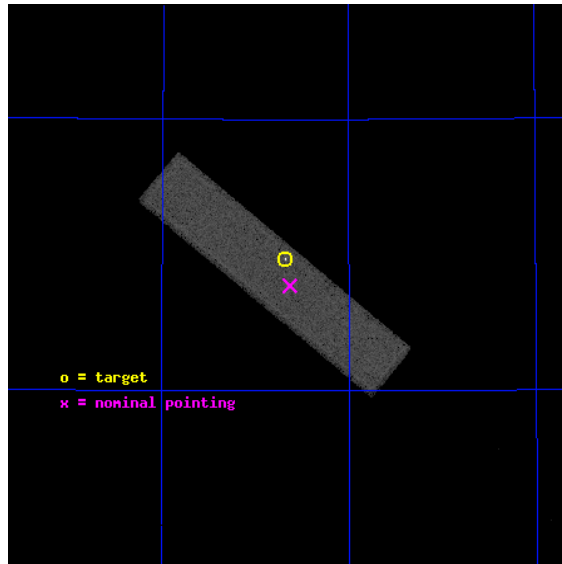 o = target
x = nominal pointing